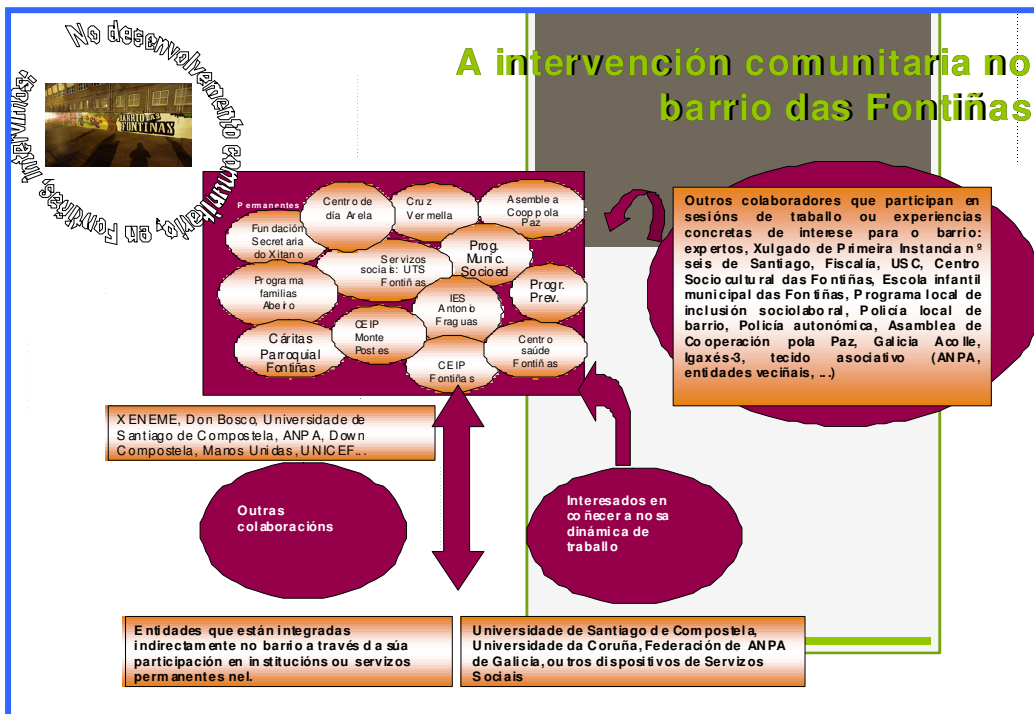 No desenvolvemento comunitario, en Fontiñas, intervimos:
BARRIO DAS
FONTIÑAS
A intervención comunitaria no
barrio das Fontiñas
Permanentes
Centro de
día Arela
Cruz
Vermella
Asemblea
Coop pola
Paz
Fundación
Secretaria
do Xitano
Servizos
sociais: UTS
Fontiñas
Prog.
Munic.
Socioed
Programa
familias
Abeiro
IES
Antonio
Fraguas
Progr.
Prev.
Cáritas
Parroquial
Fontiñas
CEIP
Monte
Postes
CEIP
Fontiñas
Centro
saúde
Fontiñas
Outros colaboradores que participan en
sesións de traballo ou experiencias
concretas de interese para o barrio:
expertos, Xulgado de Primeira Instancia nº
seis de Santiago, Fiscalía, USC, Centro
Sociocultural das Fontiñas, Escola infantil
municipal das Fontiñas, Programa local de
inclusión sociolaboral, Policía local de
barrio, Policía autonómica, Asamblea de
Cooperación pola Paz, Galicia Acolle,
Igaxés-3, tecido asociativo (ANPA,
entidades veciñais, ...)
XENEME, Don Bosco, Universidade de
Santiago de Compostela, ANPA, Down
Compostela, Manos Unidas, UNICEF...
Outras
colaboracións
Interesados en
coñecer a nosa
dinámica de
traballo
Entidades que están integradas
indirectamente no barrio a través da súa
participación en institucións ou servizos
permanentes nel.
Universidade de Santiago de Compostela,
Universidade da Coruña, Federación de ANPA
de Galicia, outros dispositivos de Servizos
Sociais